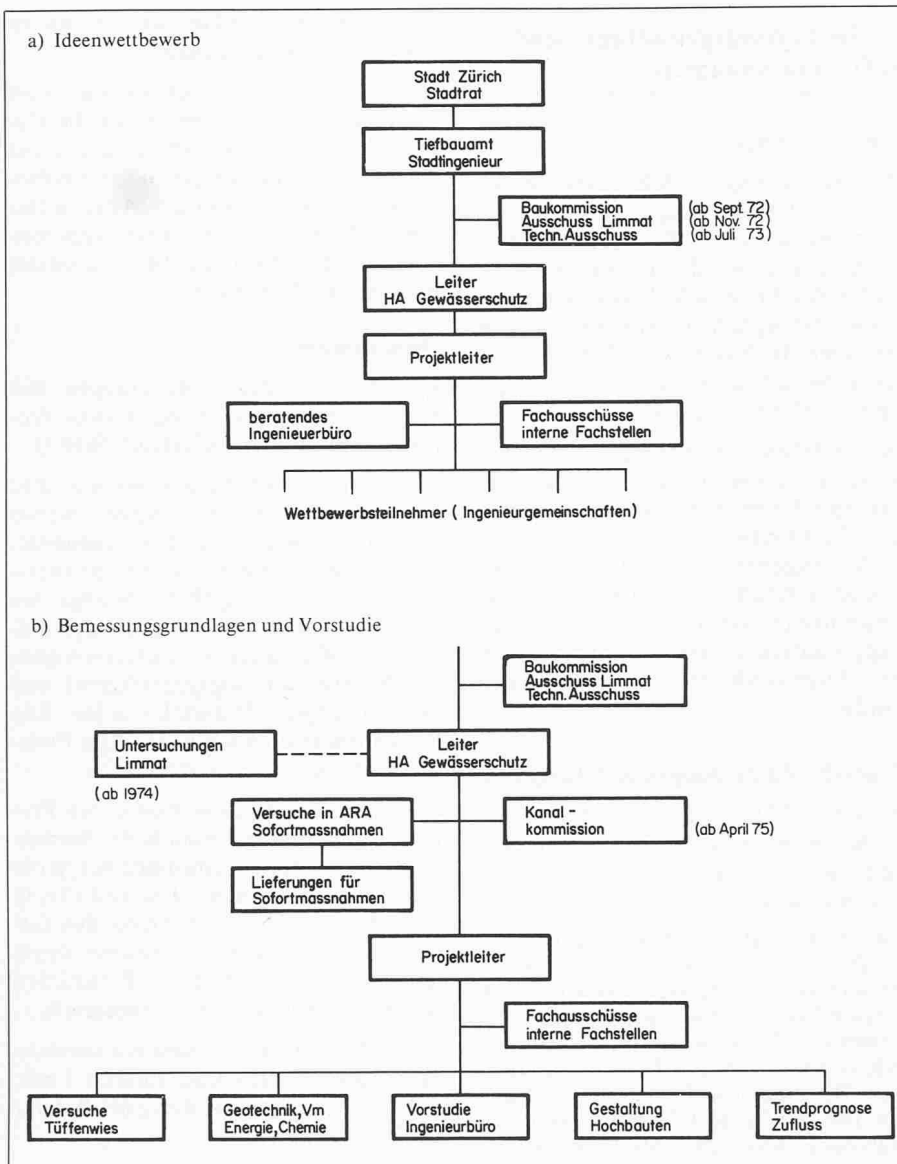 a) Ideenwettbewerb
Stadt Zürich
Stadtrat
Tiefbauamt
Stadtingenieur
Baukommission (ab Sept. 72)
Ausschuss Limmat (ab Nov. 72)
Techn. Ausschuss (ab Juli 73)
Leiter
HA Gewässerschutz
Projektleiter
beratendes
Ingenieuerbüro
Fachausschüsse
interne Fachstellen
Wettbewerbsteilnehmer ( Ingenieurgemeinschaften)
b) Bemessungsgrundlagen und Vorstudie
Baukommission
Ausschuss Limmat
Techn. Ausschuss
Untersuchungen
Limmat
(ab 1974)
Leiter
HA Gewässerschutz
Versuche in ARA
Sofortmassnahmen
Kanal-
kommission
(ab April 75)
Lieferungen für
Sofortmassnahmen
Projektleiter
Fachausschüsse
interne Fachstellen
Versuche
Tüffenwies
Geotechnik, Vm
Energie, Chemie
Vorstudie
Ingenieurbüro
Gestaltung
Hochbauten
Trendprognose
Zufluss